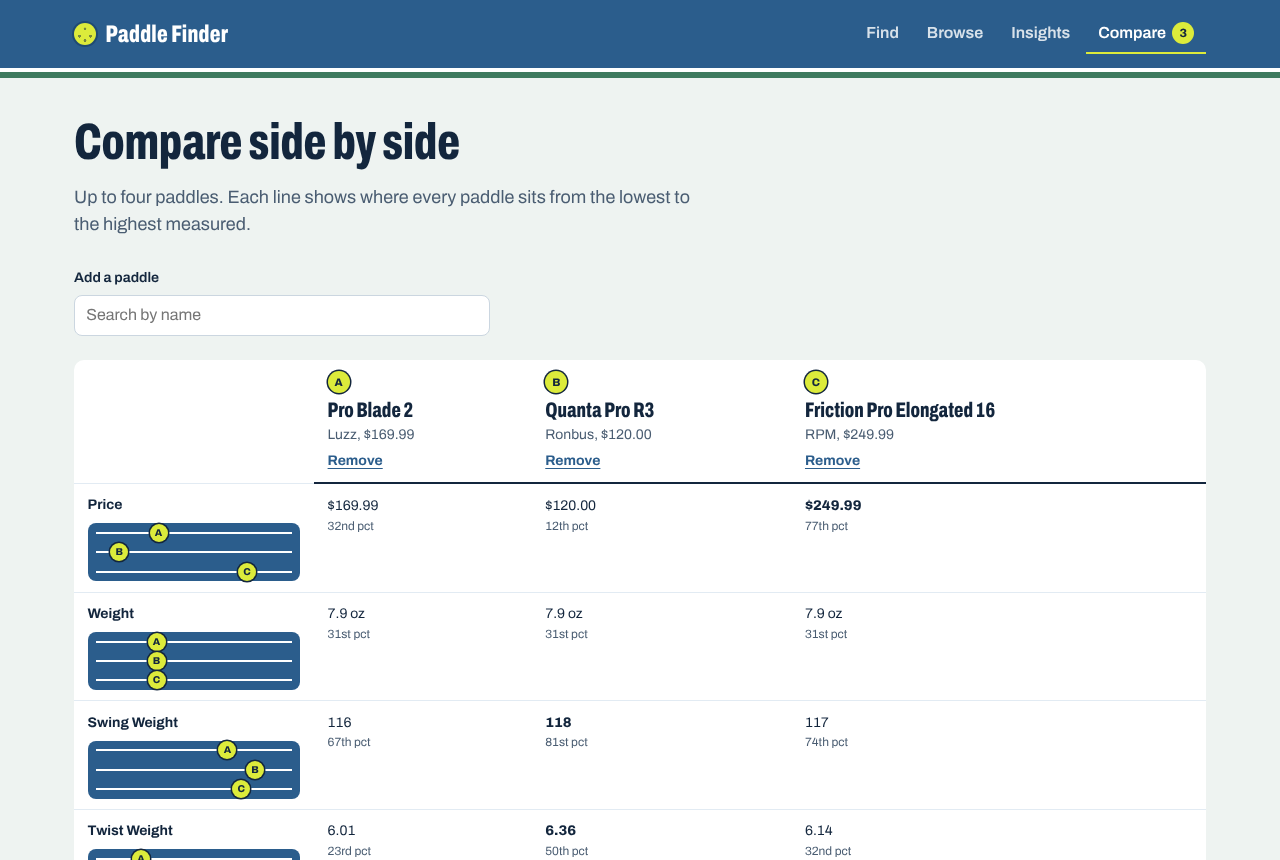 Paddle Finder
Find Browse Insights Compare 3
Compare side by side
Up to four paddles. Each line shows where every paddle sits from the lowest to
the highest measured.
Add a paddle
Search by name
A B C
Pro Blade 2 Quanta Pro R3 Friction Pro Elongated 16
Luzz, $169.99 Ronbus, $120.00 RPM, $249.99
Remove Remove Remove
Price $169.99 $120.00 $249.99
32nd pct 12th pct 77th pct
A
B
C
Weight 7.9 oz 7.9 oz 7.9 oz
31st pct 31st pct 31st pct
A
B
C
Swing Weight 116 118 117
67th pct 81st pct 74th pct
A
B
C
Twist Weight 6.01 6.36 6.14
23rd pct 50th pct 32nd pct
A